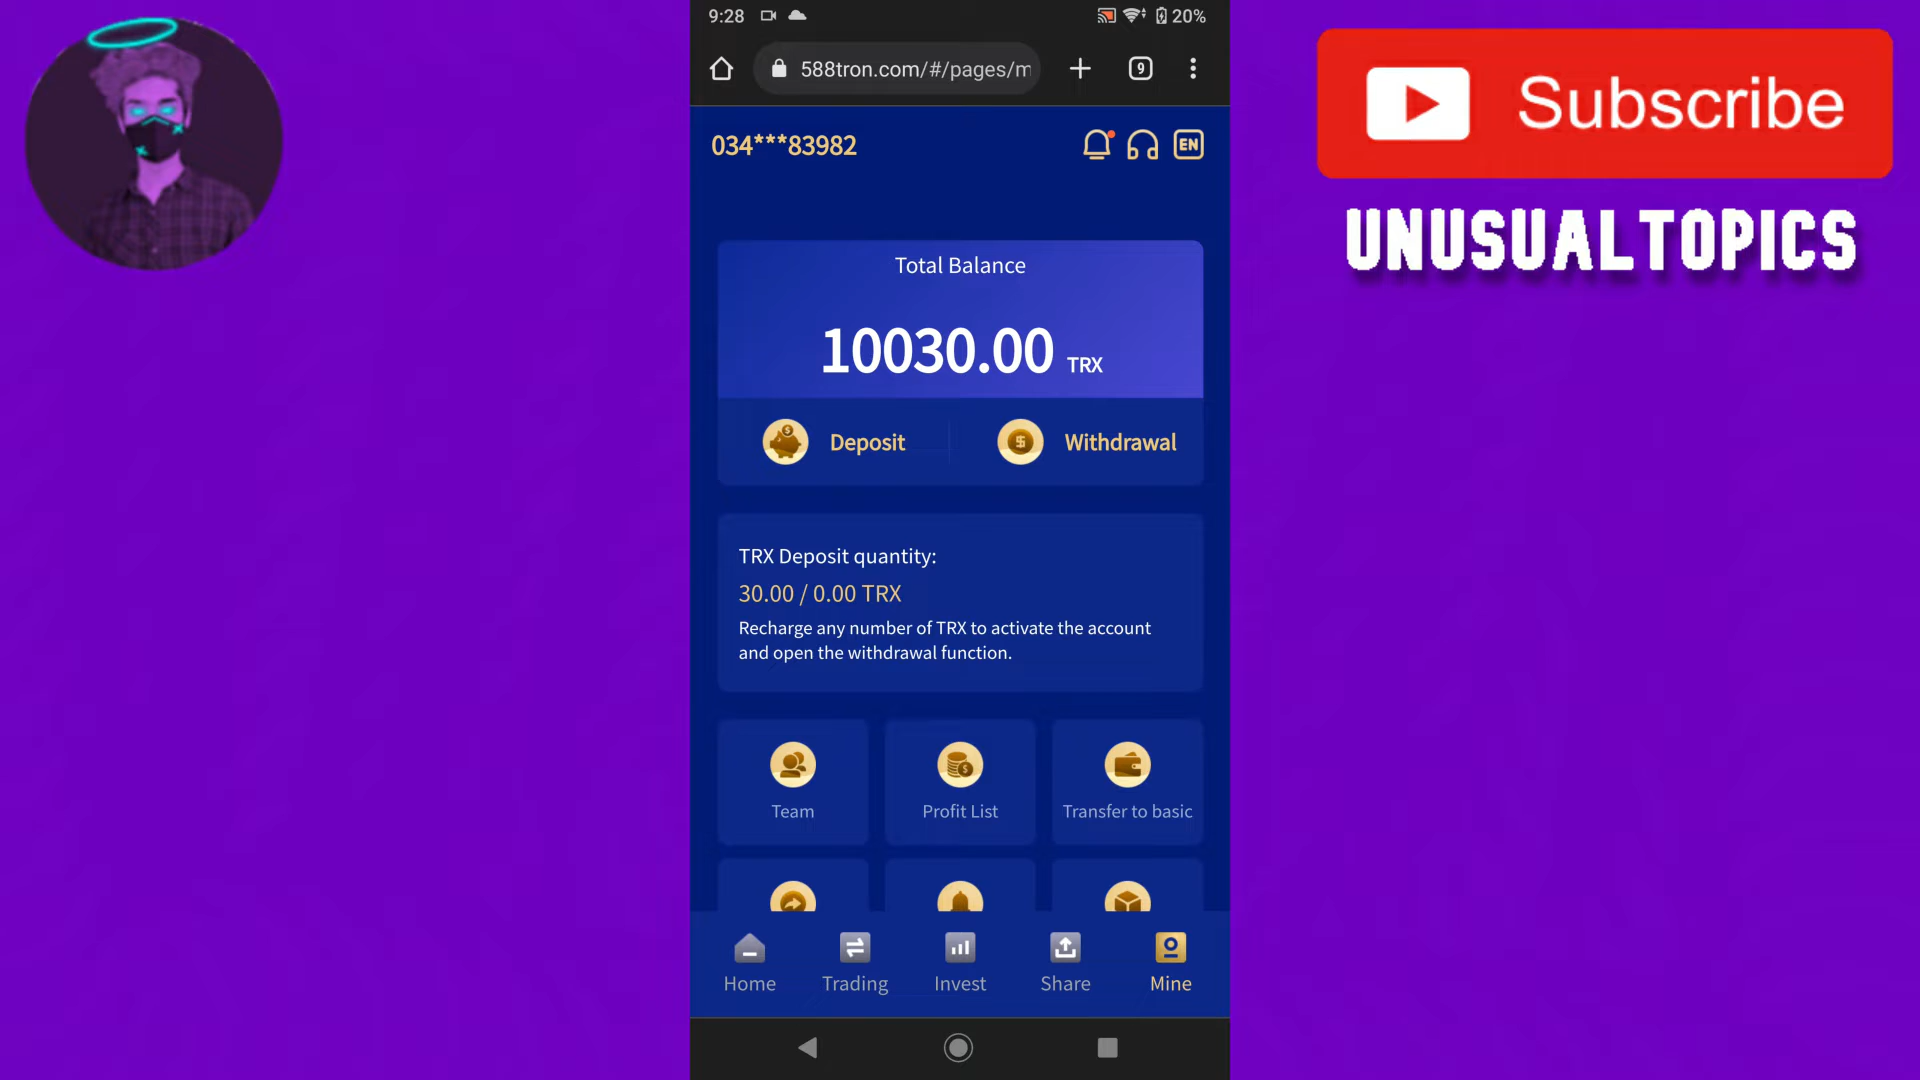 9:28
20%
588tron.com/#/pages/m
9
034***83982
EN
Total Balance
10030.00 TRX
Deposit
Withdrawal
TRX Deposit quantity:
30.00 / 0.00 TRX
Recharge any number of TRX to activate the account
and open the withdrawal function.
Team
Profit List
Transfer to basic
Home
Trading
Invest
Share
Mine
Subscribe
UNUSUALTOPICS